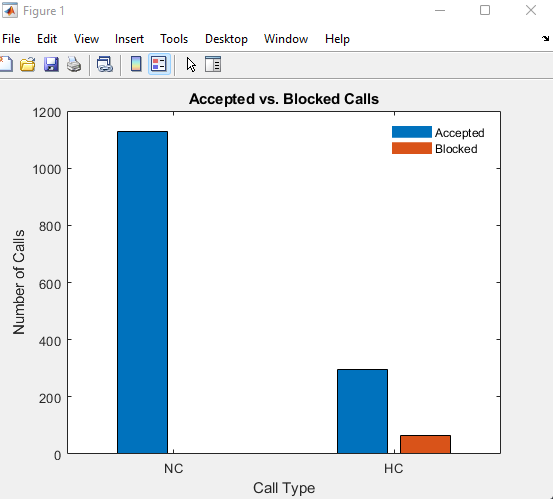 Figure 1
File Edit View Insert Tools Desktop Window Help
Accepted vs. Blocked Calls
1200
1000
800
600
400
200
0
Number of Calls
Accepted
Blocked
NC HC
Call Type